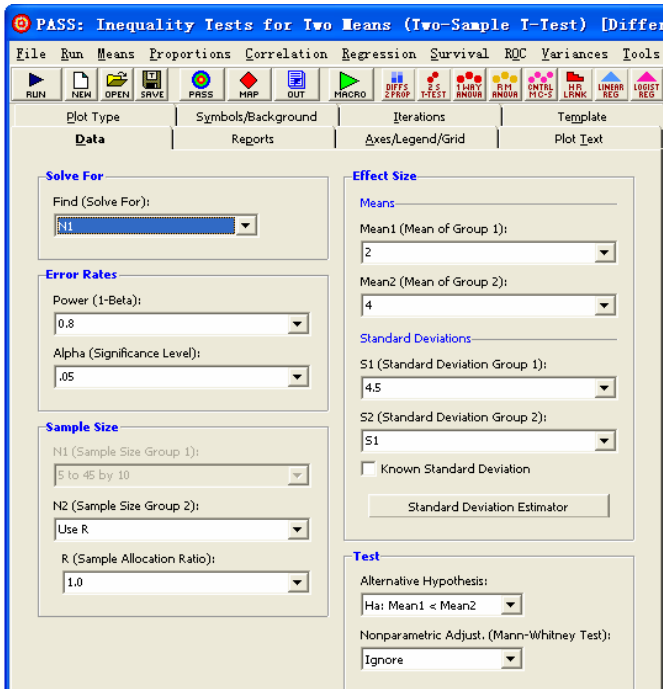 PASS: Inequality Tests for Two Means (Two-Sample T-Test) [Differ
File Run Means Proportions Correlation Regression Survival ROC Variances Tools
RUN NEW OPEN SAVE PASS MAP OUT MACRO DIFFS 2 PROP 2 S T-TEST 1WAY ANOVA RM ANOVA CNTRL MC-S HR LRNK LINEAR REG LOGIST REG
Plot Type Symbols/Background Iterations Template
Data Reports Axes/Legend/Grid Plot Text
Solve For
Find (Solve For):
N1
Error Rates
Power (1-Beta):
0.8
Alpha (Significance Level):
.05
Sample Size
N1 (Sample Size Group 1):
5 to 45 by 10
N2 (Sample Size Group 2):
Use R
R (Sample Allocation Ratio):
1.0
Effect Size
Means
Mean1 (Mean of Group 1):
2
Mean2 (Mean of Group 2):
4
Standard Deviations
S1 (Standard Deviation Group 1):
4.5
S2 (Standard Deviation Group 2):
S1
Known Standard Deviation
Standard Deviation Estimator
Test
Alternative Hypothesis:
Ha: Mean1 < Mean2
Nonparametric Adjust. (Mann-Whitney Test):
Ignore